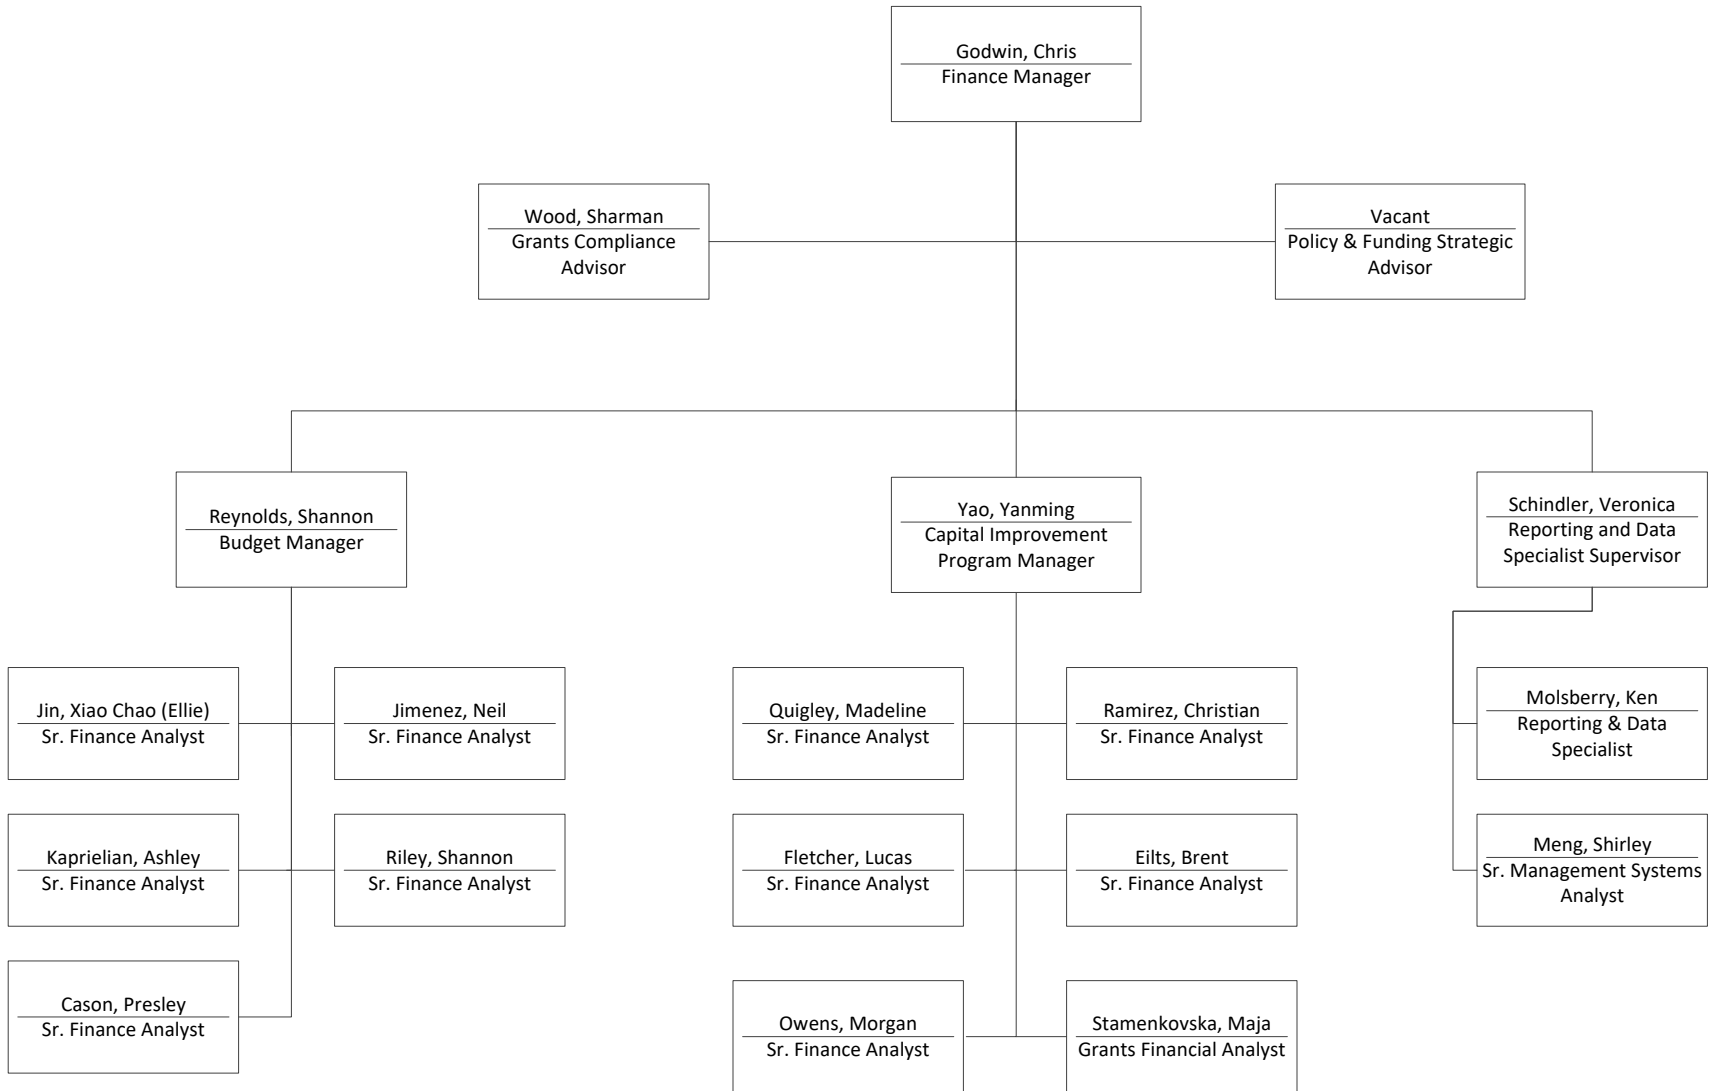 Godwin, Chris
Finance Manager
Wood, Sharman
Grants Compliance
Advisor
Vacant
Policy & Funding Strategic
Advisor
Reynolds, Shannon
Budget Manager
Yao, Yanming
Capital Improvement
Program Manager
Schindler, Veronica
Reporting and Data
Specialist Supervisor
Jin, Xiao Chao (Ellie)
Sr. Finance Analyst
Jimenez, Neil
Sr. Finance Analyst
Quigley, Madeline
Sr. Finance Analyst
Ramirez, Christian
Sr. Finance Analyst
Molsberry, Ken
Reporting & Data
Specialist
Kaprielian, Ashley
Sr. Finance Analyst
Riley, Shannon
Sr. Finance Analyst
Fletcher, Lucas
Sr. Finance Analyst
Eilts, Brent
Sr. Finance Analyst
Meng, Shirley
Sr. Management Systems
Analyst
Cason, Presley
Sr. Finance Analyst
Owens, Morgan
Sr. Finance Analyst
Stamenkovska, Maja
Grants Financial Analyst